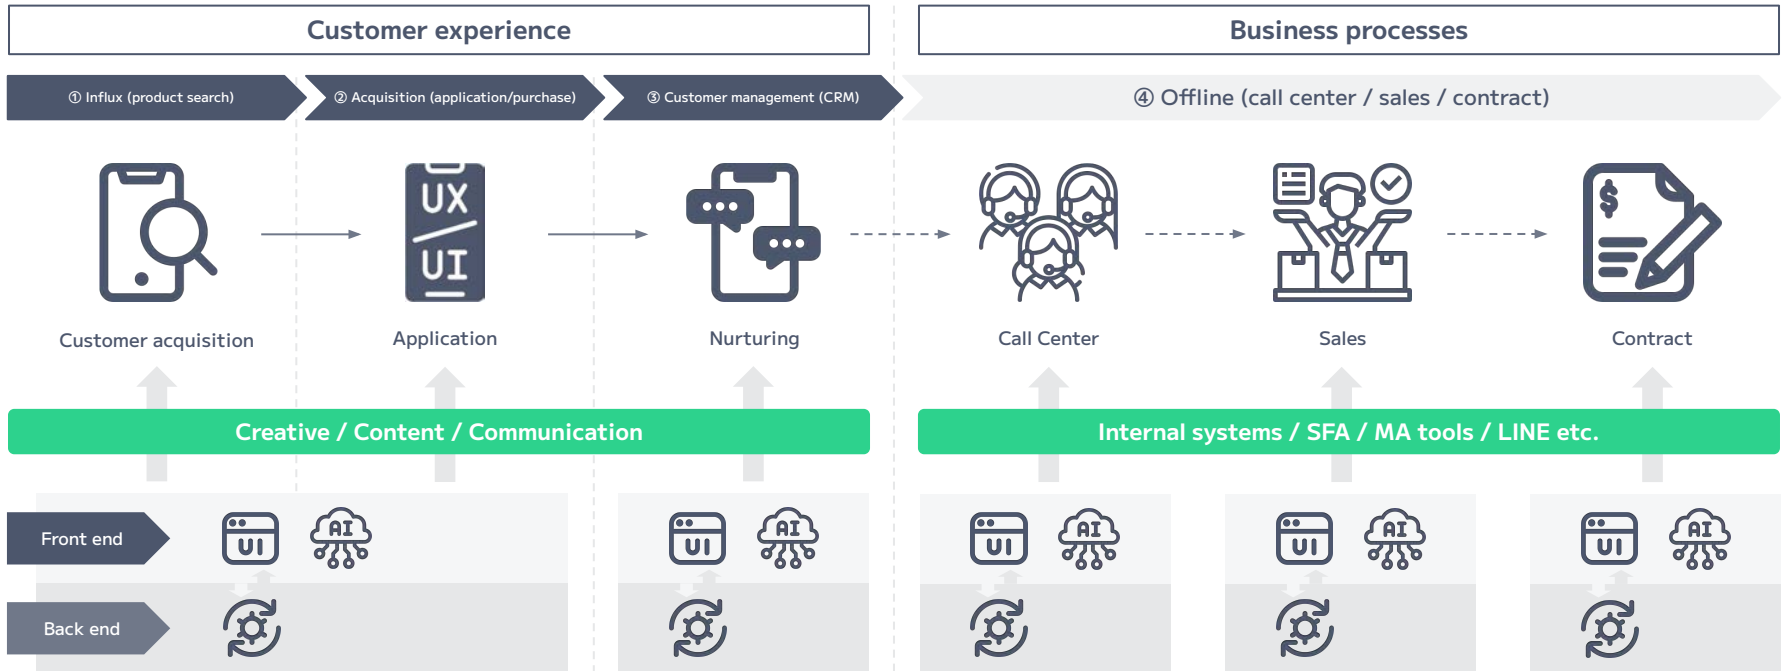 Customer experience
Business processes
① Influx (product search)
② Acquisition (application/purchase)
③ Customer management (CRM)
④ Offline (call center / sales / contract)
UX
UI
$
Customer acquisition
Application
Nurturing
Call Center
Sales
Contract
Creative / Content / Communication
Internal systems / SFA / MA tools / LINE etc.
Front end
UI
AI
UI
AI
UI
AI
UI
AI
UI
AI
Back end